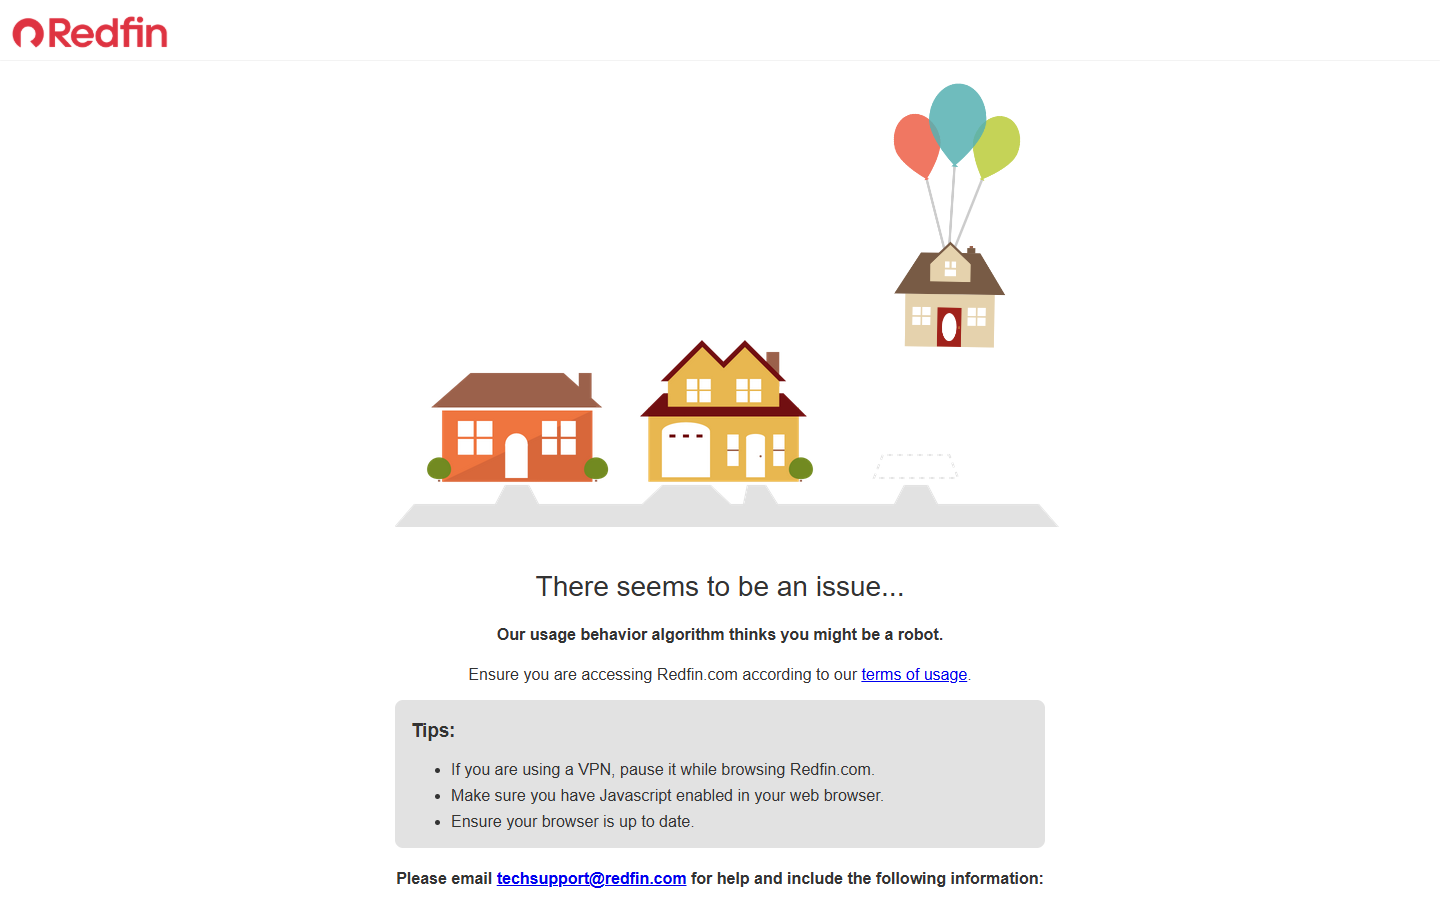 Redfin
There seems to be an issue...
Our usage behavior algorithm thinks you might be a robot.
Ensure you are accessing Redfin.com according to our terms of usage.
Tips:
• If you are using a VPN, pause it while browsing Redfin.com.
• Make sure you have Javascript enabled in your web browser.
• Ensure your browser is up to date.
Please email techsupport@redfin.com for help and include the following information: